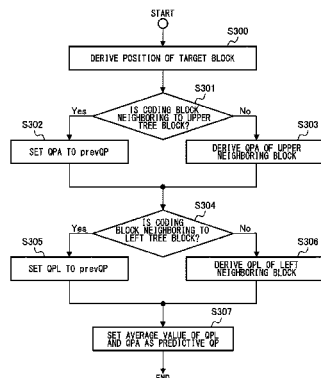 START
S300
DERIVE POSITION OF TARGET BLOCK
S301
IS CODING BLOCK
NEIGHBORING TO UPPER
TREE BLOCK?
Yes
No
S302
SET QPA TO prevQP
S303
DERIVE QPA OF UPPER
NEIGHBORING BLOCK
S304
IS CODING
BLOCK NEIGHBORING TO
LEFT TREE BLOCK?
Yes
No
S305
SET QPL TO prevQP
S306
DERIVE QPL OF LEFT
NEIGHBORING BLOCK
S307
SET AVERAGE VALUE OF QPL
AND QPA AS PREDICTIVE QP
END